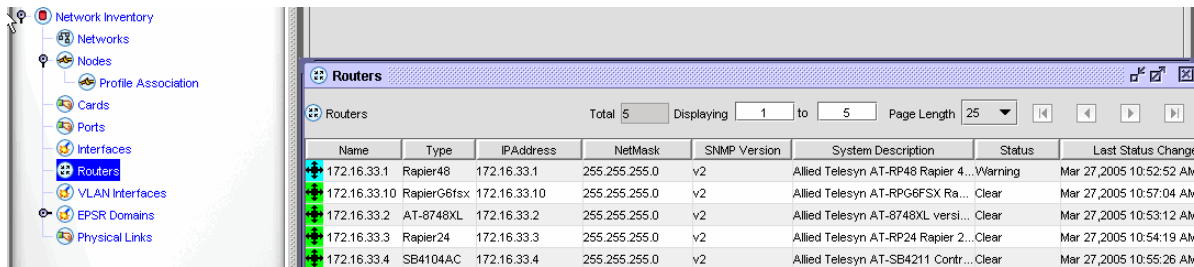 Network Inventory
Networks
Nodes
Profile Association
Cards
Ports
Interfaces
Routers
VLAN Interfaces
EPSR Domains
Physical Links
Routers
Routers Total 5 Displaying 1 to 5 Page Length 25
Name Type IPAddress NetMask SNMP Version System Description Status Last Status Change
172.16.33.1 Rapier48 172.16.33.1 255.255.255.0 v2 Allied Telesyn AT-RP48 Rapier 4... Warning Mar 27,2005 10:52:52 AM
172.16.33.10 RapierG6fsx 172.16.33.10 255.255.255.0 v2 Allied Telesyn AT-RPG6FSX Ra... Clear Mar 27,2005 10:57:04 AM
172.16.33.2 AT-8748XL 172.16.33.2 255.255.255.0 v2 Allied Telesyn AT-8748XL versi... Clear Mar 27,2005 10:53:12 AM
172.16.33.3 Rapier24 172.16.33.3 255.255.255.0 v2 Allied Telesyn AT-RP24 Rapier 2... Clear Mar 27,2005 10:54:19 AM
172.16.33.4 SB4104AC 172.16.33.4 255.255.255.0 v2 Allied Telesyn AT-SB4211 Contr... Clear Mar 27,2005 10:55:26 AM